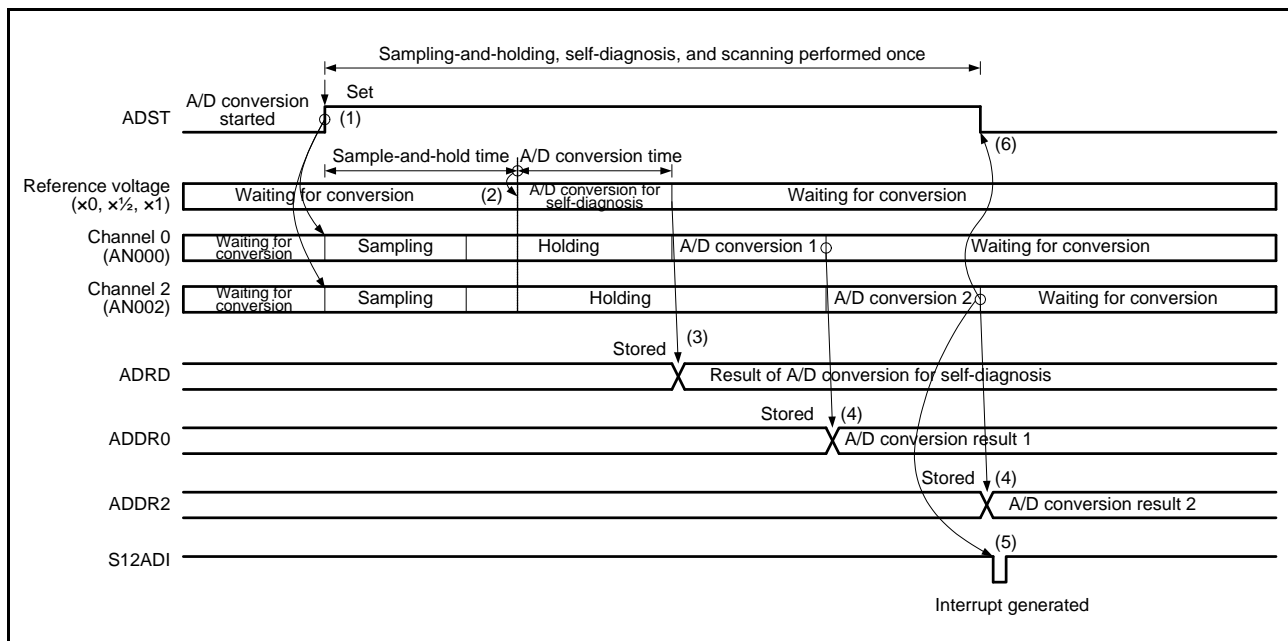 Sampling-and-holding, self-diagnosis, and scanning performed once
A/D conversion
started
Set
ADST
(1)
(6)
Sample-and-hold time
A/D conversion time
Reference voltage
(×0, ×½, ×1)
Waiting for conversion
(2)
A/D conversion for
self-diagnosis
Waiting for conversion
Channel 0
(AN000)
Waiting for
conversion
Sampling
Holding
A/D conversion 1
Waiting for conversion
Channel 2
(AN002)
Waiting for
conversion
Sampling
Holding
A/D conversion 2
Waiting for conversion
Stored
(3)
ADRD
Result of A/D conversion for self-diagnosis
Stored
(4)
ADDR0
A/D conversion result 1
Stored
(4)
ADDR2
A/D conversion result 2
(5)
S12ADI
Interrupt generated